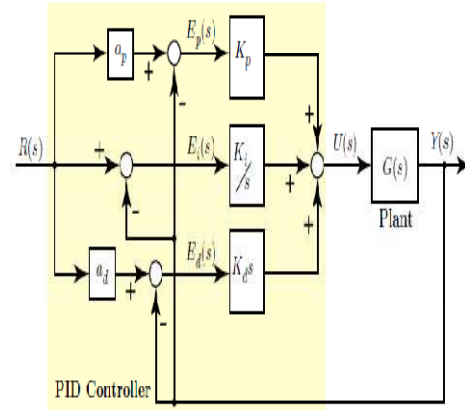 E_p(s)
a_p
K_p
+
-
+
R(s)
+
E_i(s)
K_i/s
+
U(s)
G(s)
Y(s)
-
Plant
+
E_d(s)
a_d
+
K_d s
-
PID Controller